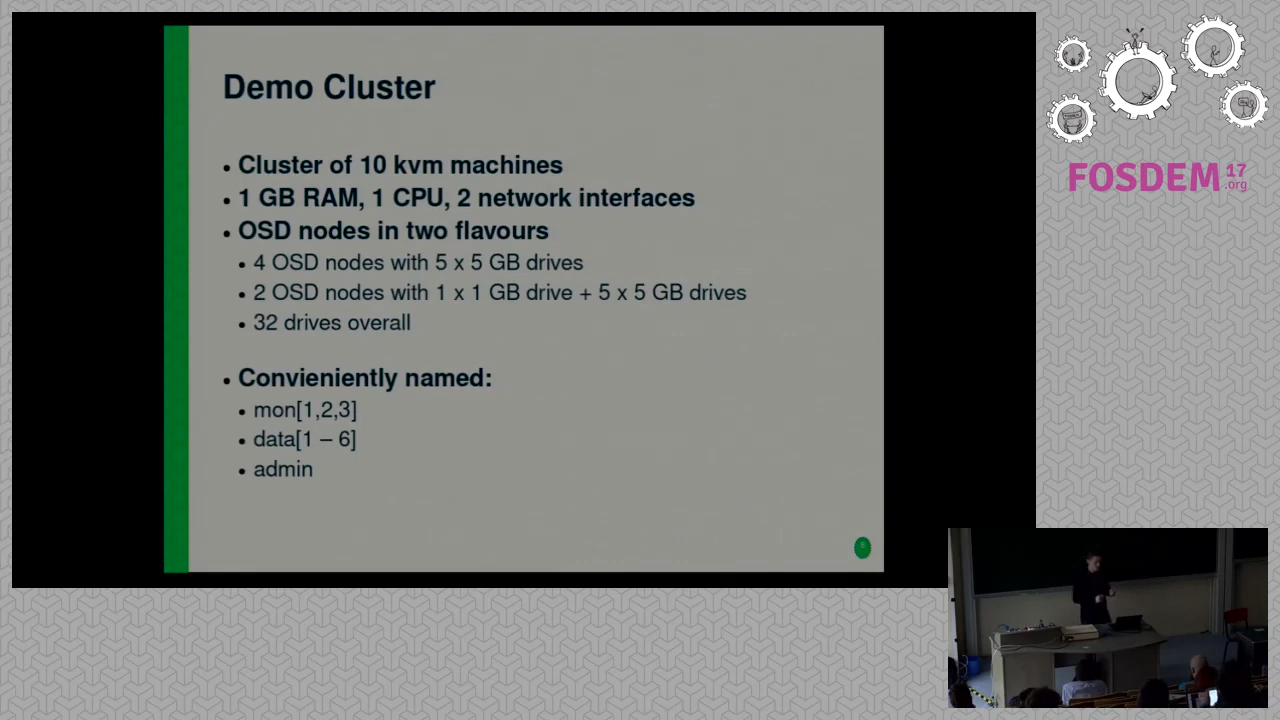 Demo Cluster
• Cluster of 10 kvm machines
• 1 GB RAM, 1 CPU, 2 network interfaces
• OSD nodes in two flavours
• 4 OSD nodes with 5 x 5 GB drives
• 2 OSD nodes with 1 x 1 GB drive + 5 x 5 GB drives
• 32 drives overall
• Convieniently named:
• mon[1,2,3]
• data[1 – 6]
• admin
FOSDEM 17
.org